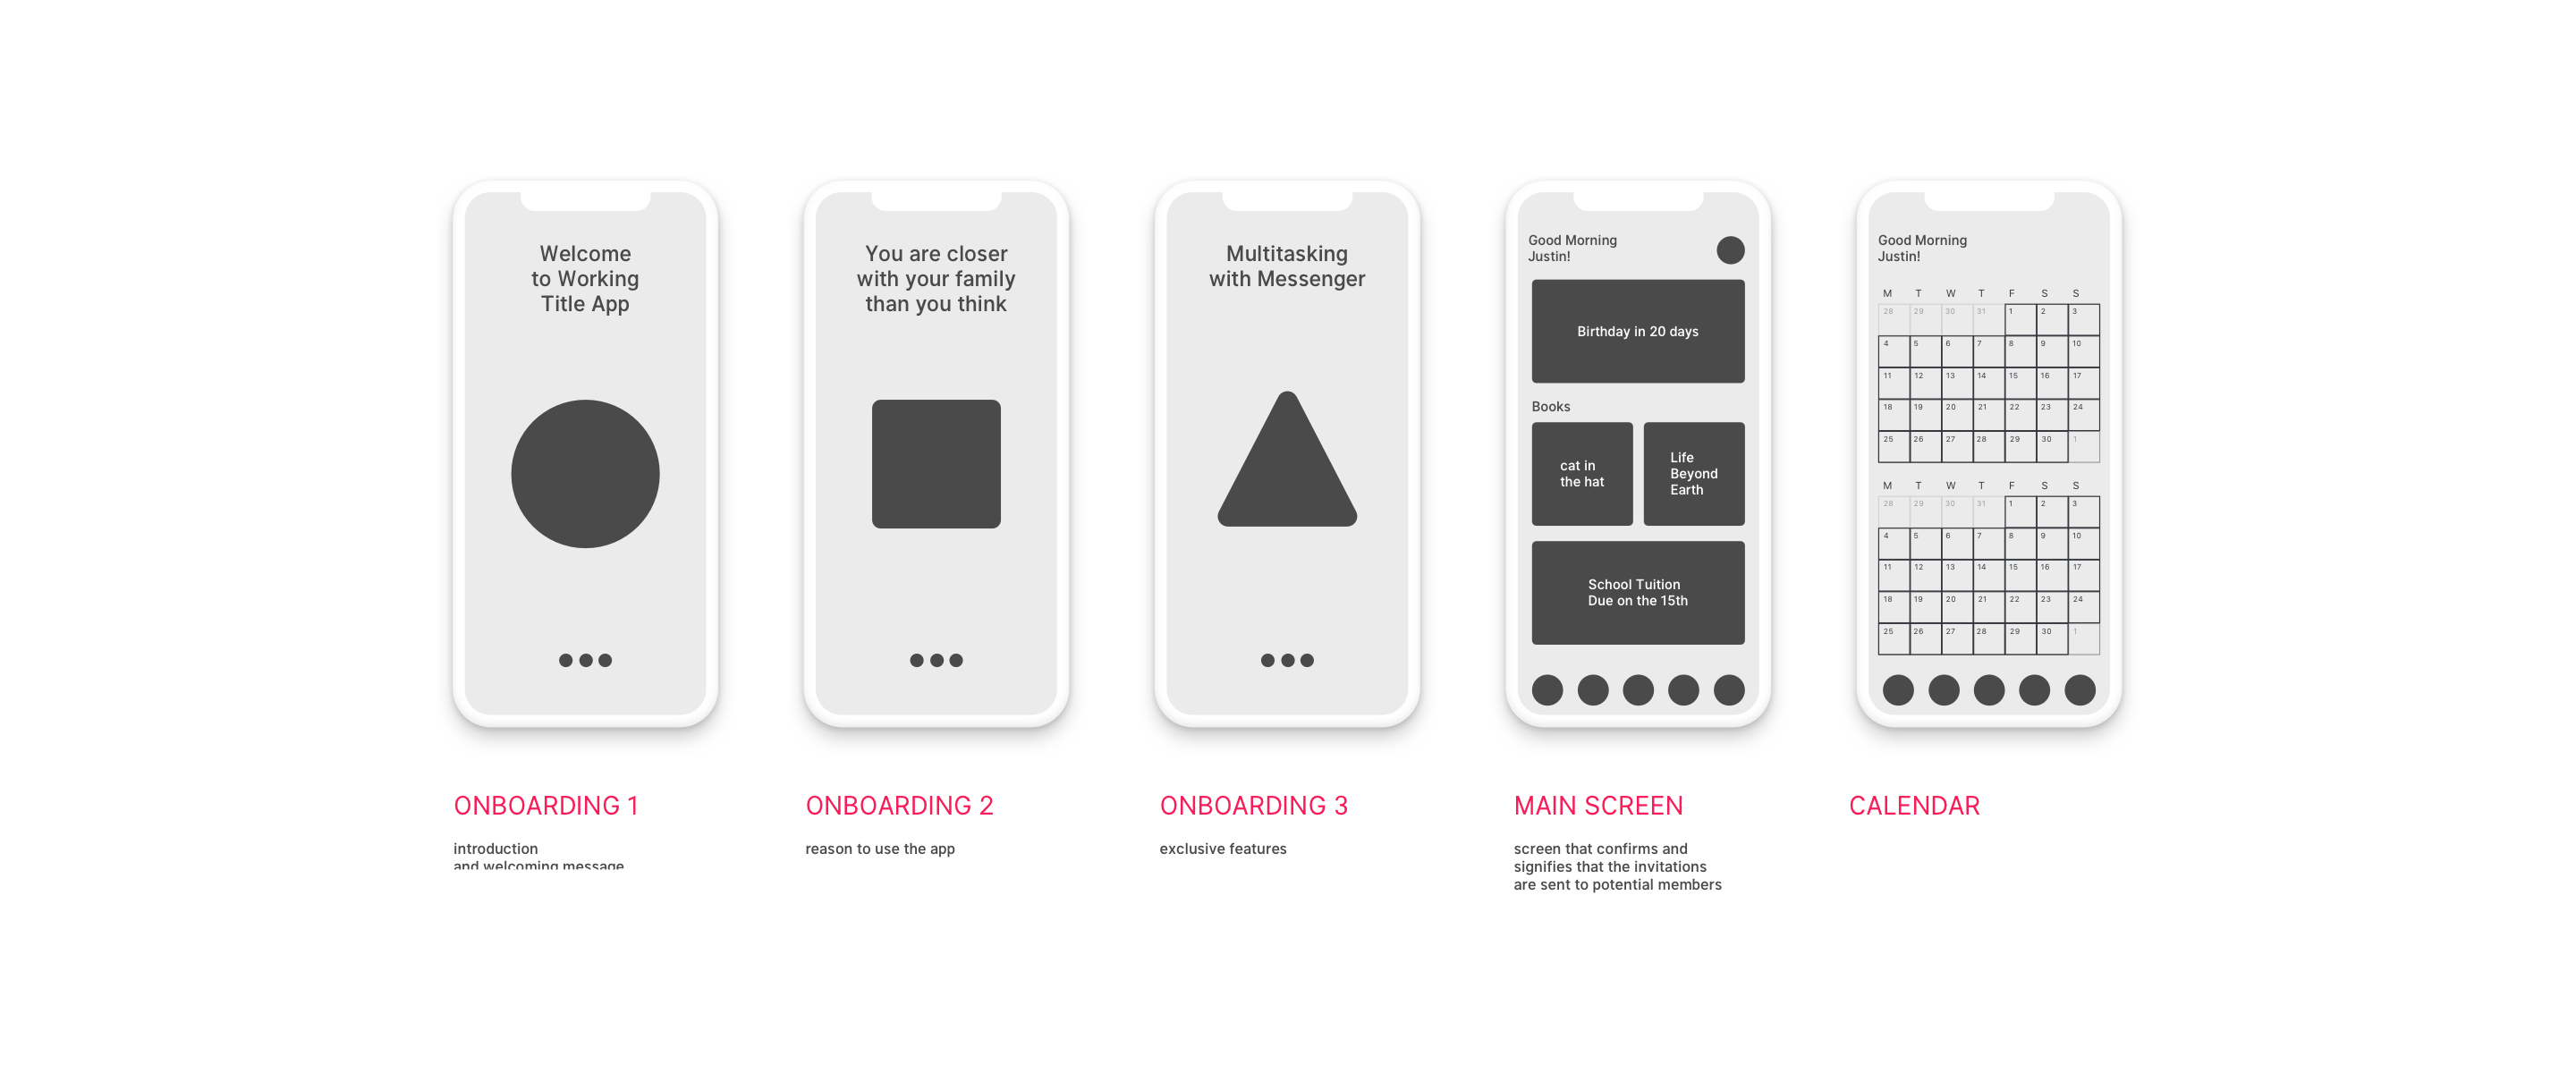 Welcome
to Working
Title App
ONBOARDING 1
introduction
and welcoming message
You are closer
with your family
than you think
ONBOARDING 2
reason to use the app
Multitasking
with Messenger
ONBOARDING 3
exclusive features
Good Morning
Justin!
Birthday in 20 days
Books
cat in
the hat
Life
Beyond
Earth
School Tuition
Due on the 15th
MAIN SCREEN
screen that confirms and
signifies that the invitations
are sent to potential members
Good Morning
Justin!
M T W T F S S
28 29 30 31 1 2 3
4 5 6 7 8 9 10
11 12 13 14 15 16 17
18 19 20 21 22 23 24
25 26 27 28 29 30 1
M T W T F S S
28 29 30 31 1 2 3
4 5 6 7 8 9 10
11 12 13 14 15 16 17
18 19 20 21 22 23 24
25 26 27 28 29 30 1
CALENDAR